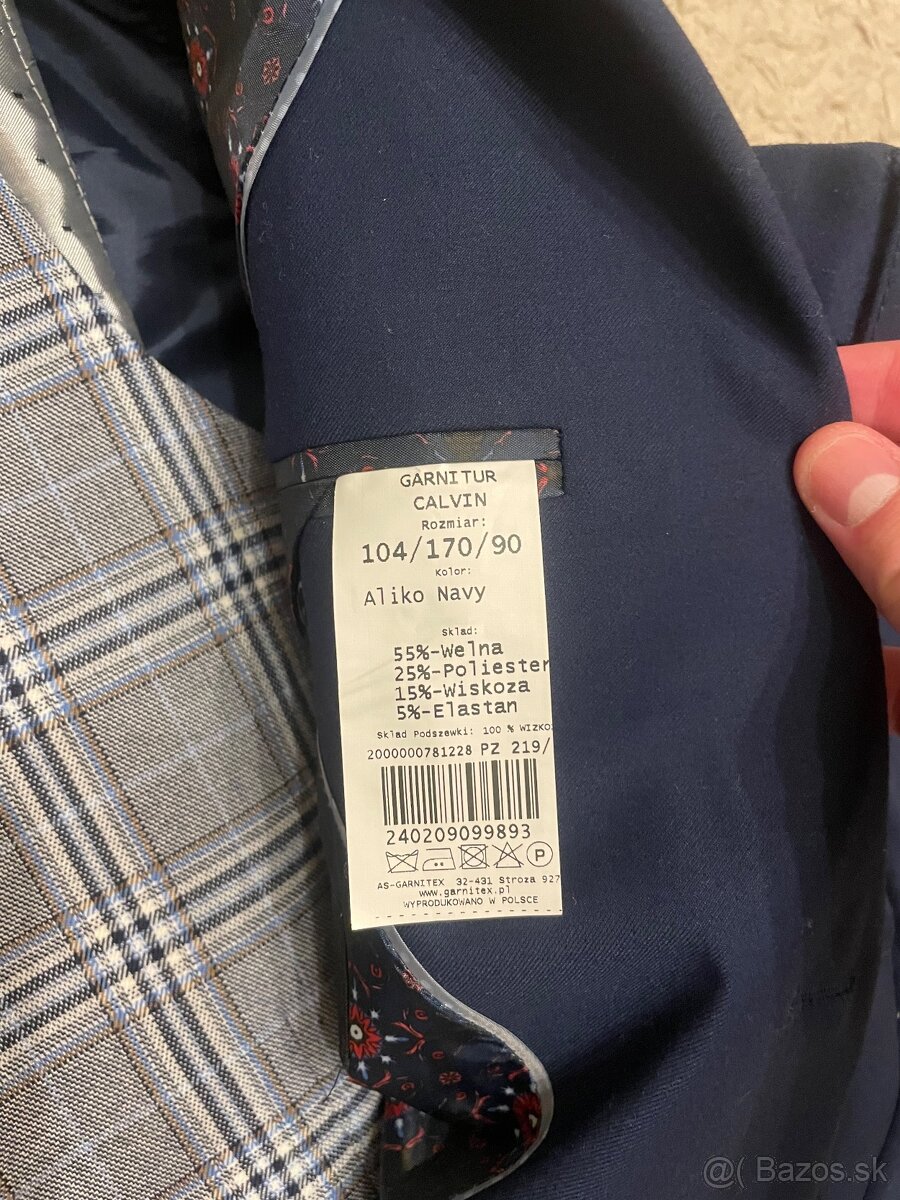 GARNITUR
CALVIN
Rozmiar:
104/170/90
Kolor:
Aliko Navy
Skład:
55%-Wełna
25%-Poliester
15%-Wiskoza
5%-Elastan
Skład Podszewki: 100 % WIZKO
2000000781228 PZ 219/
240209099893
P
AS-GARNITEX 32-431 Stróża 927
www.garnitex.pl
WYPRODUKOWANO W POLSCE
@( Bazos.sk